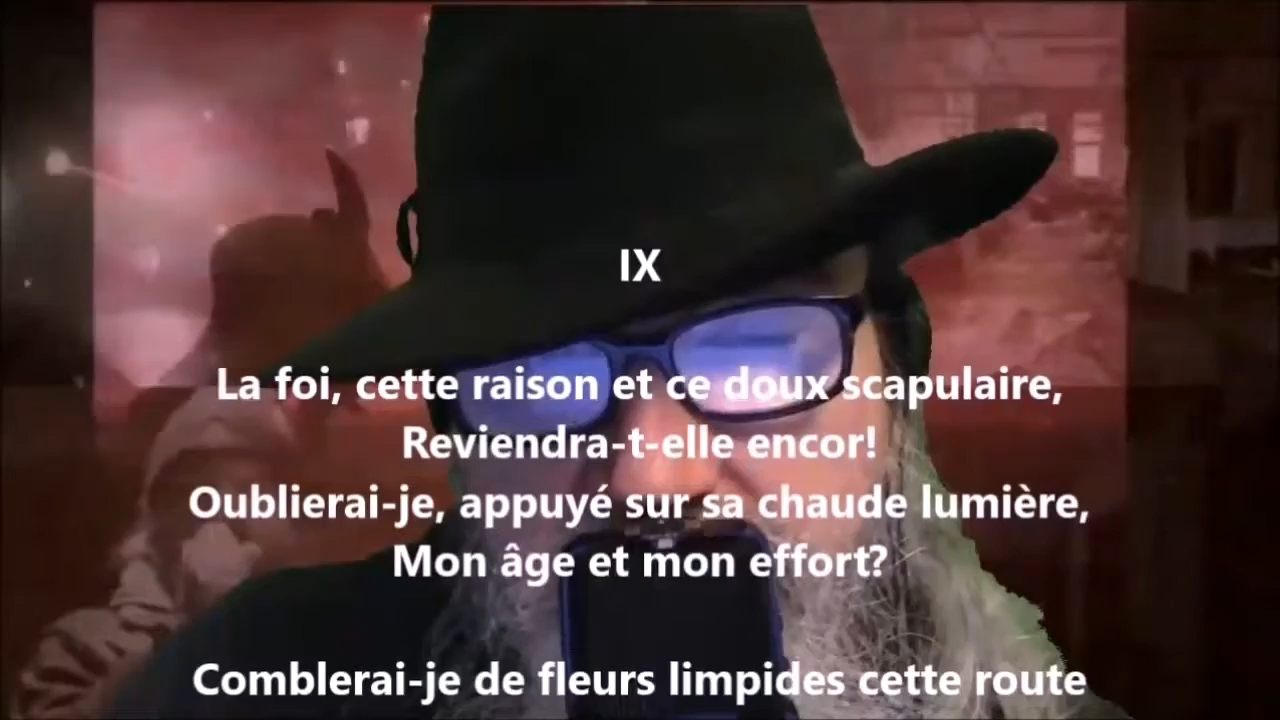 IX
La foi, cette raison et ce doux scapulaire,
Reviendra-t-elle encor!
Oublierai-je, appuyé sur sa chaude lumière,
Mon âge et mon effort?
Comblerai-je de fleurs limpides cette route